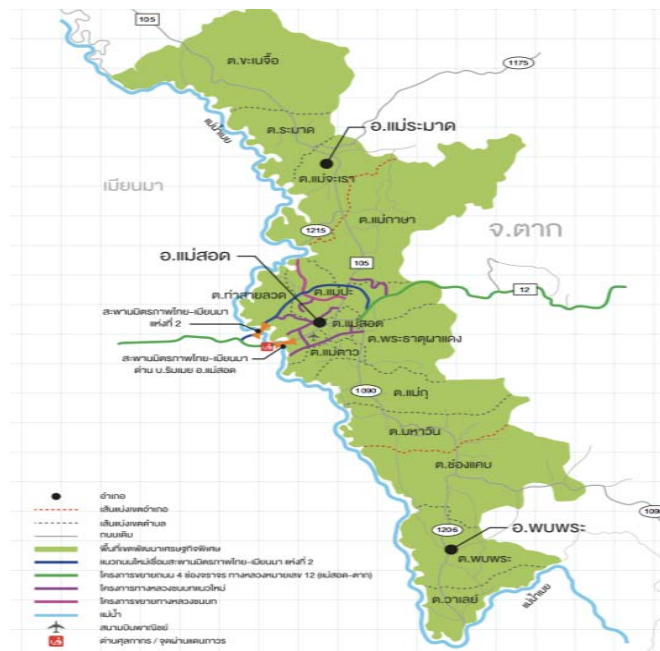 105
ต.ขะเนจื้อ
1175
แม่น้ำเมย
ต.ระมาด
อ.แม่ระมาด
เมียนมา
ต.แม่จะเรา
ต.แม่กาษา
1215
จ.ตาก
อ.แม่สอด
105
ต.ท่าสายลวด
ต.แม่ปะ
12
สะพานมิตรภาพไทย-เมียนมา
แห่งที่ 2
ต.แม่สอด
ต.พระธาตุผาแดง
สะพานมิตรภาพไทย-เมียนมา
ด่าน บ.ริมเมย อ.แม่สอด
ต.แม่ตาว
1090
ต.แม่กุ
ต.มหาวัน
ต.ช่องแคบ
1090
1206
อ.พบพระ
ต.พบพระ
ต.วาเลย์
แม่น้ำเมย
อำเภอ
เส้นแบ่งเขตอำเภอ
เส้นแบ่งเขตตำบล
ถนนเดิม
พื้นที่เขตพัฒนาเศรษฐกิจพิเศษ
แนวถนนใหม่เชื่อมสะพานมิตรภาพไทย-เมียนมา แห่งที่ 2
โครงการขยายถนน 4 ช่องจราจร ทางหลวงหมายเลข 12 (แม่สอด-ตาก)
โครงการทางหลวงชนบทแนวใหม่
โครงการขยายทางหลวงชนบท
แม่น้ำ
สนามบินพาณิชย์
ด่านศุลกากร / จุดผ่านแดนถาวร